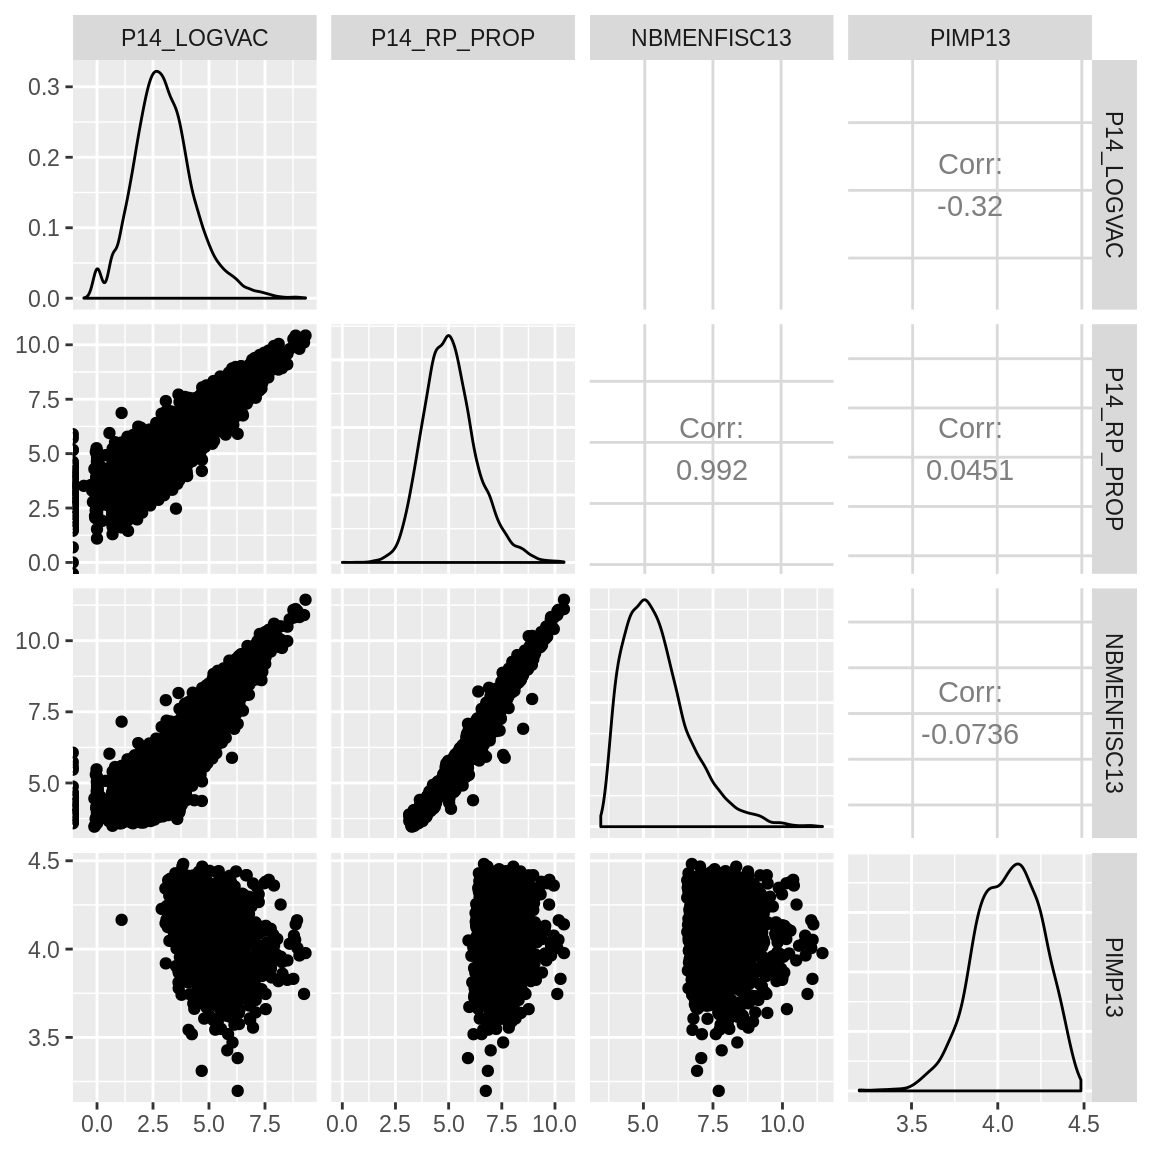 P14_LOGVAC P14_RP_PROP NBMENFISC13 PIMP13
0.3
0.2
0.1
0.0
Corr:
-0.32
P14_LOGVAC
10.0
7.5
5.0
2.5
0.0
Corr:
0.992
Corr:
0.0451
P14_RP_PROP
10.0
7.5
5.0
Corr:
-0.0736
NBMENFISC13
4.5
4.0
3.5
PIMP13
0.0 2.5 5.0 7.5 0.0 2.5 5.0 7.5 10.0 5.0 7.5 10.0 3.5 4.0 4.5